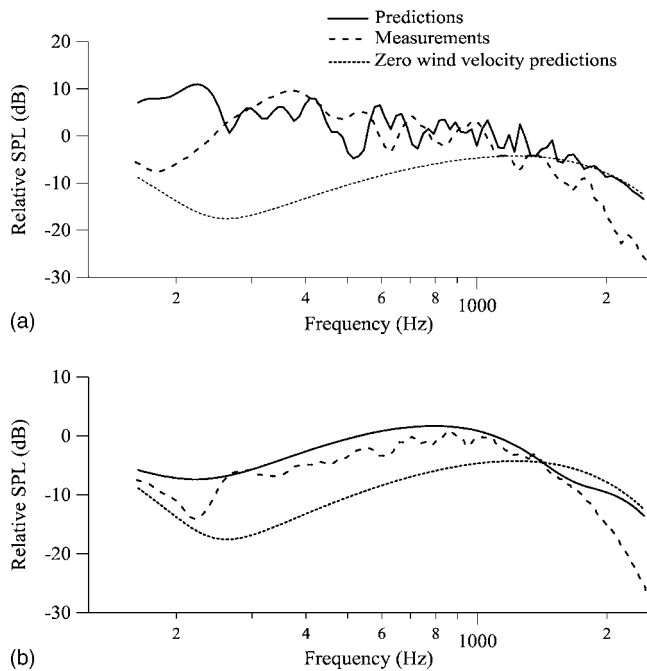 Predictions
Measurements
Zero wind velocity predictions
20
10
0
-10
-20
-30
Relative SPL (dB)
2 4 6 8 1000 2
(a)
Frequency (Hz)
10
0
-10
-20
-30
Relative SPL (dB)
2 4 6 8 1000 2
(b)
Frequency (Hz)